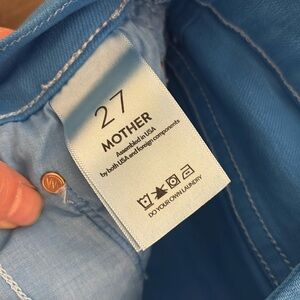 27
MOTHER
Assembled in USA
by both USA and foreign components
DO YOUR OWN LAUNDRY